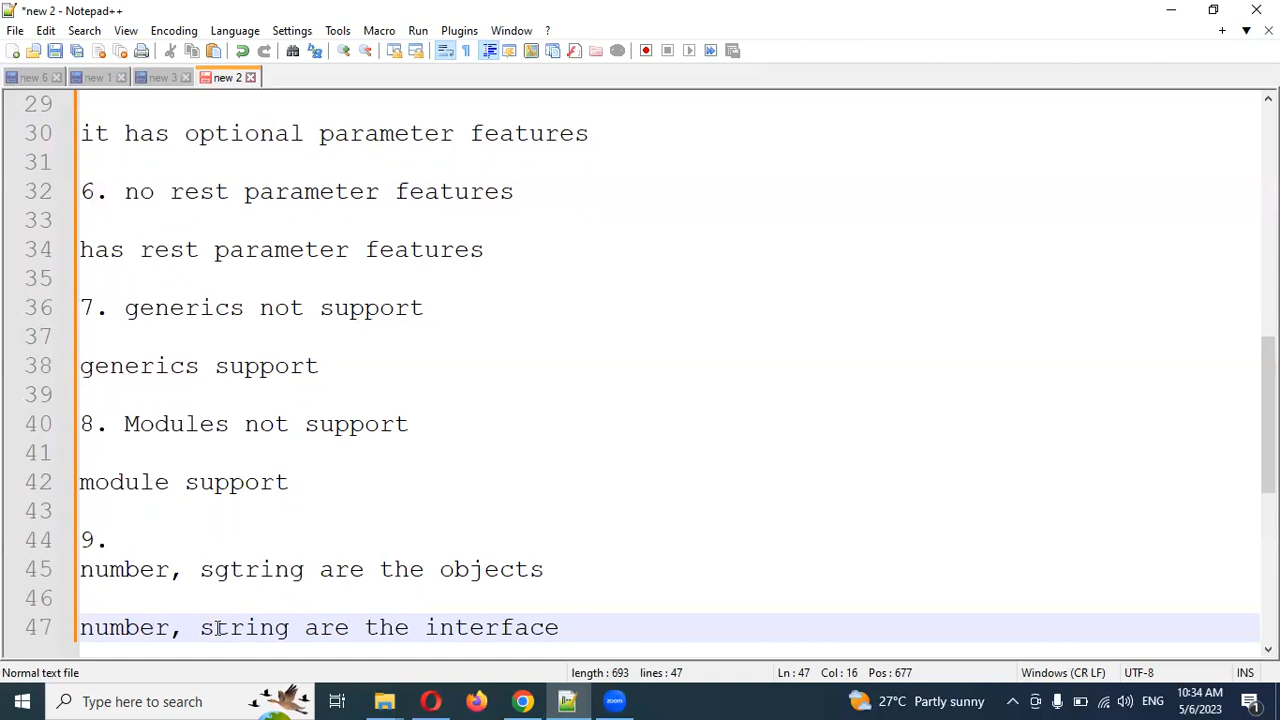 *new 2 - Notepad++
File Edit Search View Encoding Language Settings Tools Macro Run Plugins Window ?
new 6 new 1 new 3 new 2
29
30 it has optional parameter features
31
32 6. no rest parameter features
33
34 has rest parameter features
35
36 7. generics not support
37
38 generics support
39
40 8. Modules not support
41
42 module support
43
44 9.
45 number, sgtring are the objects
46
47 number, string are the interface
Normal text file length : 693 lines : 47 Ln : 47 Col : 16 Pos : 677 Windows (CR LF) UTF-8 INS
Type here to search 27°C Partly sunny ENG 10:34 AM
5/6/2023